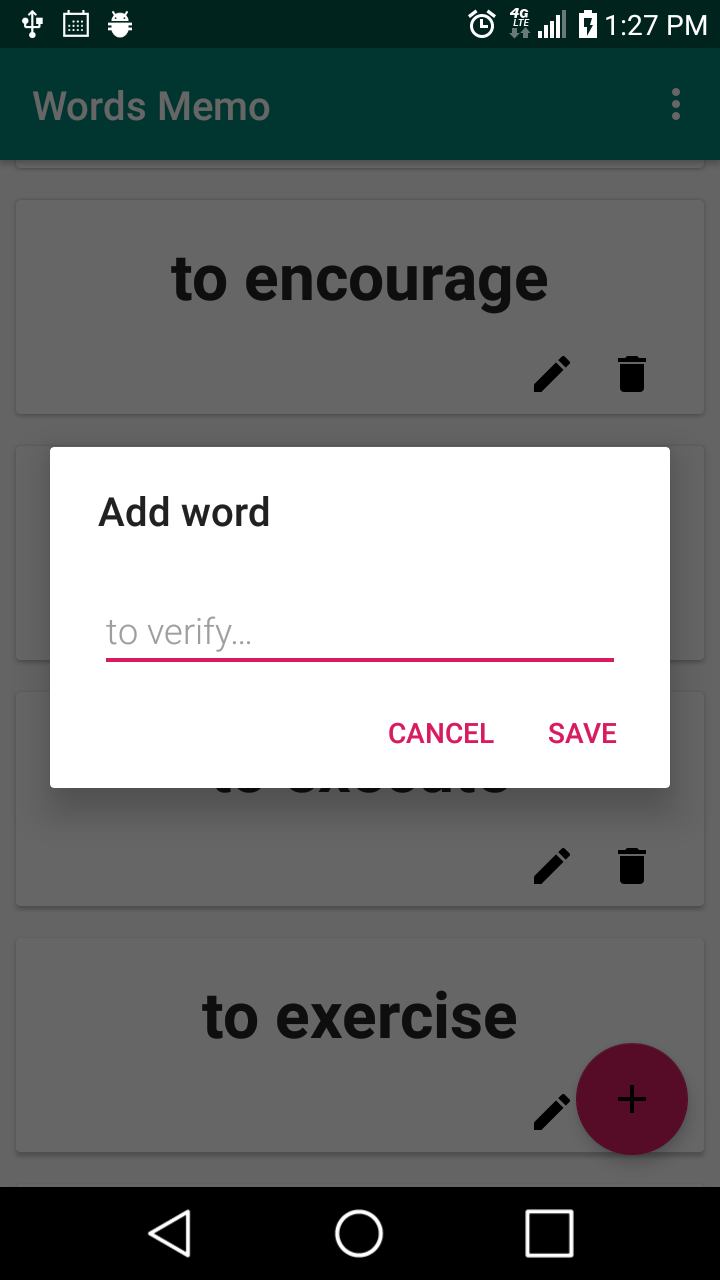 4G
LTE
1:27 PM
Words Memo
to encourage
Add word
to verify...
CANCEL
SAVE
to execute
to exercise